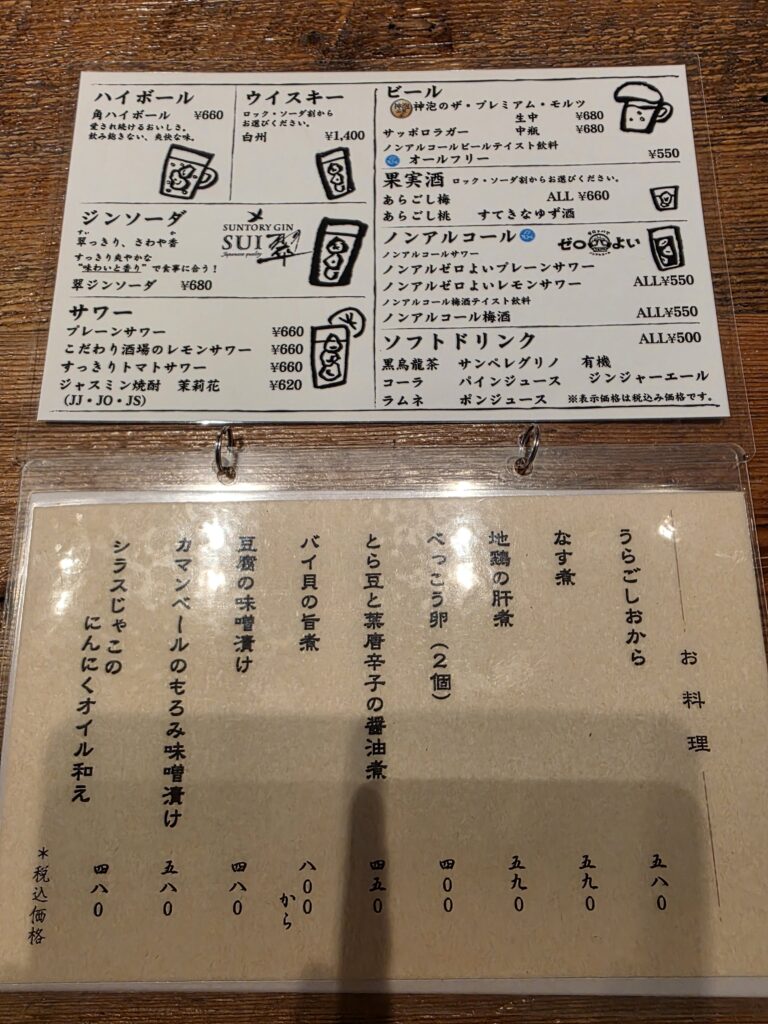 ハイボール
角ハイボール ¥660
愛され続けるおいしさ。
飲み飽きない、爽快な味。
ウイスキー
ロック・ソーダ割から
お選びください。
白州 ¥1,400
ジンソーダ
すい か
翠っきり、さわや香
すっきり爽やかな
"味わいと香り"で食事に合う！
翠ジンソーダ ¥680
SUNTORY GIN
SUI 翠
Japanese quality
サワー
プレーンサワー ¥660
こだわり酒場のレモンサワー ¥660
すっきりトマトサワー ¥660
ジャスミン焼酎 茉莉花 ¥620
(JJ・JO・JS)
ビール
神泡 神泡のザ・プレミアム・モルツ
生中 ¥680
サッポロラガー 中瓶 ¥680
ノンアルコールビールテイスト飲料
オールフリー ¥550
果実酒 ロック・ソーダ割からお選びください。
あらごし梅 ALL ¥660
あらごし桃 すてきなゆず酒
ノンアルコール ゼロよい
ノンアルゼロよいプレーンサワー
ノンアルゼロよいレモンサワー ALL¥550
ノンアルコール梅酒テイスト飲料
ノンアルコール梅酒 ALL¥550
ソフトドリンク ALL¥500
黒烏龍茶 サンペレグリノ 有機
コーラ パインジュース ジンジャーエール
ラムネ ポンジュース ※表示価格は税込み価格です。
お料理
うらごしおから 五八〇
なす煮 五九〇
地鶏の肝煮 五九〇
べっこう卵（２個） 四〇〇
とら豆と葉唐辛子の醤油煮 四五〇
バイ貝の旨煮 八〇〇から
豆腐の味噌漬け 四八〇
カマンベールのもろみ味噌漬け 五八〇
シラスじゃこの
にんにくオイル和え 四八〇
＊税込価格